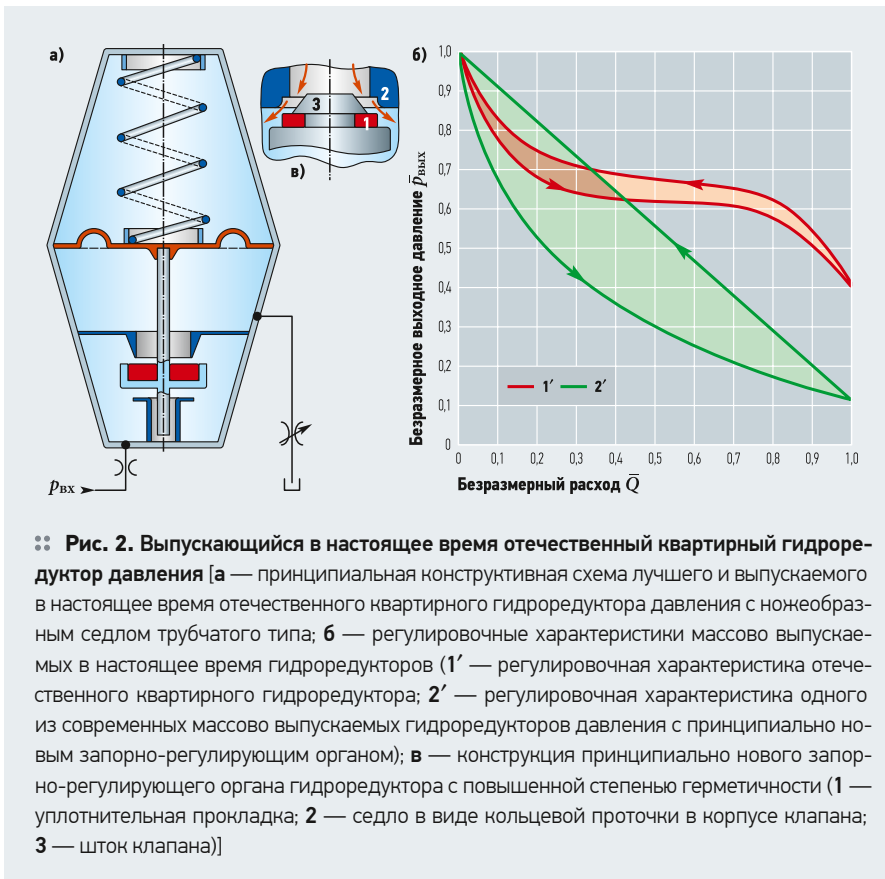 а)
2
3
1
в)
pвх
б)
Безразмерное выходное давление p̅вых
1,0
0,9
0,8
0,7
0,6
0,5
0,4
0,3
0,2
0,1
0
1′
2′
0 0,1 0,2 0,3 0,4 0,5 0,6 0,7 0,8 0,9 1,0
Безразмерный расход Q̅
Рис. 2. Выпускающийся в настоящее время отечественный квартирный гидроре-
дуктор давления [а — принципиальная конструктивная схема лучшего и выпускаемого
в настоящее время отечественного квартирного гидроредуктора давления с ножеобраз-
ным седлом трубчатого типа; б — регулировочные характеристики массово выпускае-
мых в настоящее время гидроредукторов (1′ — регулировочная характеристика отече-
ственного квартирного гидроредуктора; 2′ — регулировочная характеристика одного
из современных массово выпускаемых гидроредукторов давления с принципиально но-
вым запорно-регулирующим органом); в — конструкция принципиально нового запор-
но-регулирующего органа гидроредуктора с повышенной степенью герметичности (1 —
уплотнительная прокладка; 2 — седло в виде кольцевой проточки в корпусе клапана;
3 — шток клапана)]